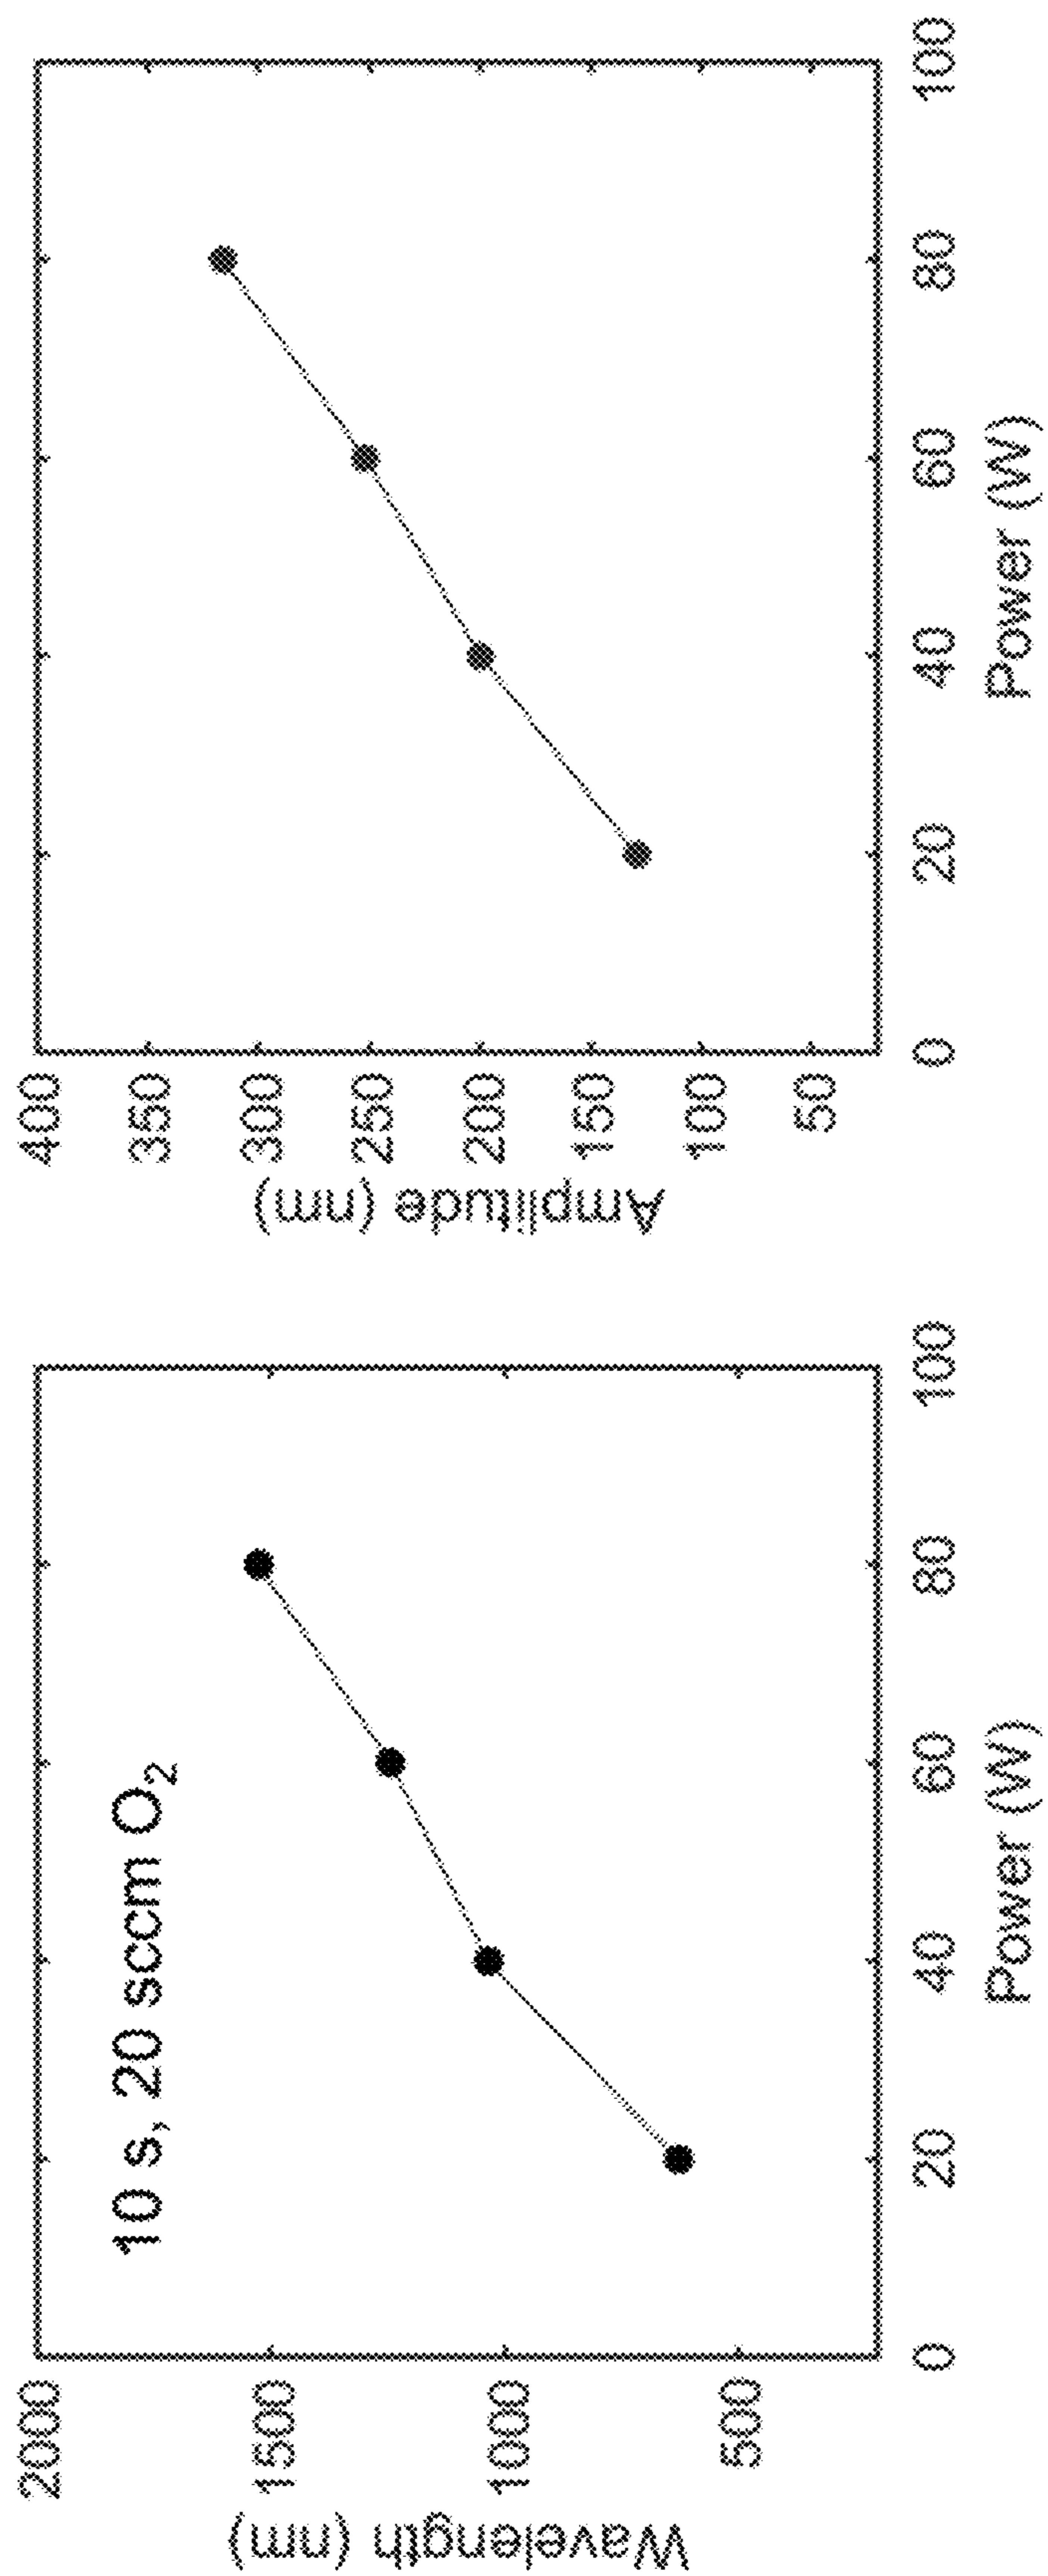 10 s, 20 sccm O₂
Wavelength (nm)
2000
1500
1000
500
0 20 40 60 80 100
Power (W)
Amplitude (nm)
400
350
300
250
200
150
100
50
0 20 40 60 80 100
Power (W)